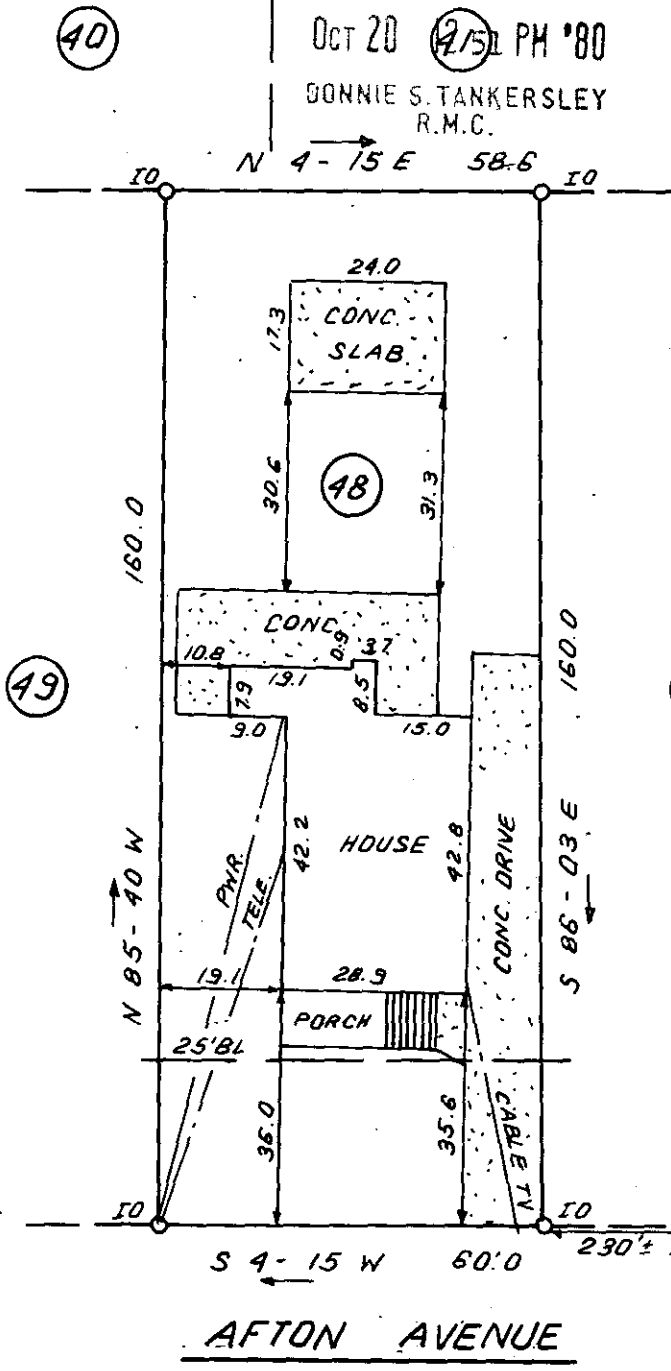 40
OCT 20 4/51 PM '80
DONNIE S. TANKERSLEY
R.M.C.
N 4-15 E 58.6
IO
IO
24.0
17.3
CONC.
SLAB
30.6
48
31.3
160.0
CONC.
10.8
19.1
0.9
3.7
160.0
49
7.9
8.5
9.0
15.0
42.2
HOUSE
42.8
CONC. DRIVE
PWR.
TELE.
N 85-40 W
S 86-03 E
19.1
28.9
PORCH
25'BL
36.0
35.6
CABLE TV
IO
IO
S 4-15 W 60.0
230'±
AFTON AVENUE